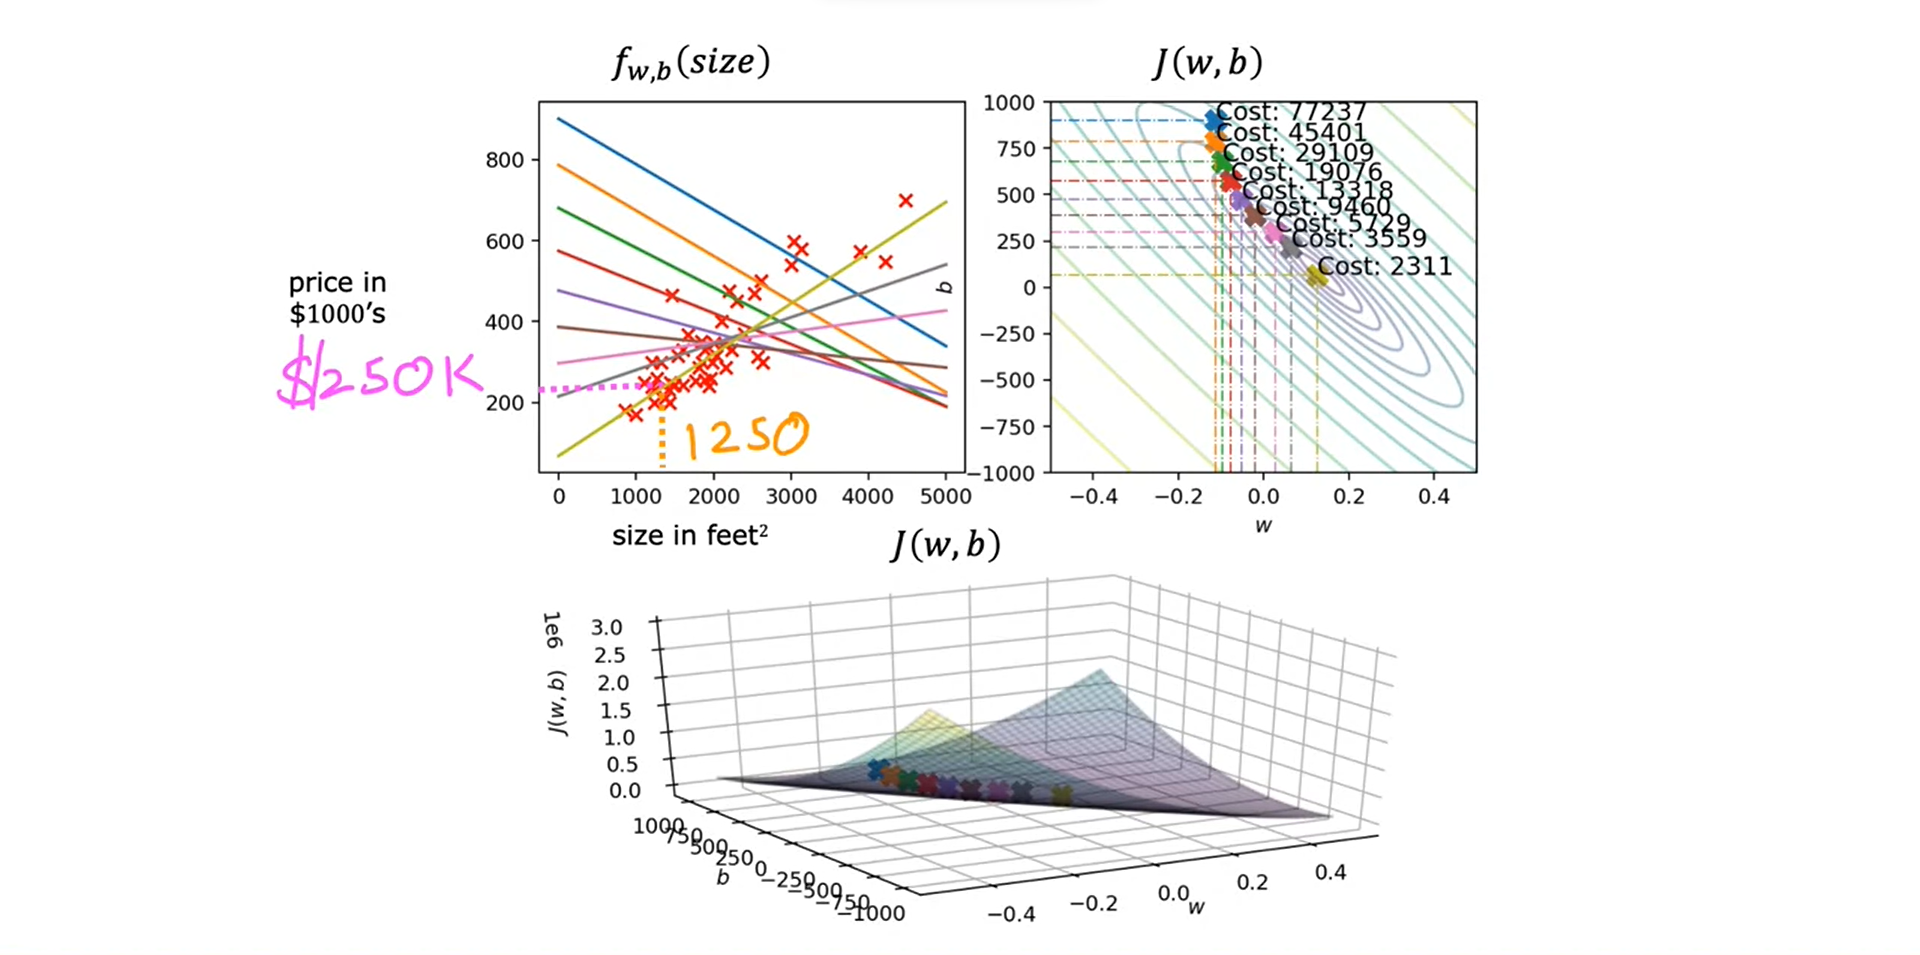 f_{w,b}(size)
J(w,b)
price in
$1000's
$250K
800
600
400
200
1250
0 1000 2000 3000 4000 5000
size in feet²
1000
750
500
250
0
−250
−500
−750
−1000
b
Cost: 77237
Cost: 45401
Cost: 29109
Cost: 19076
Cost: 13318
Cost: 9460
Cost: 5729
Cost: 3559
Cost: 2311
−0.4 −0.2 0.0 0.2 0.4
w
J(w,b)
1e6
J(w,b)
3.0
2.5
2.0
1.5
1.0
0.5
0.0
1000
750
500
250
0
−250
−500
−750
−1000
b
−0.4 −0.2 0.0 0.2 0.4
w